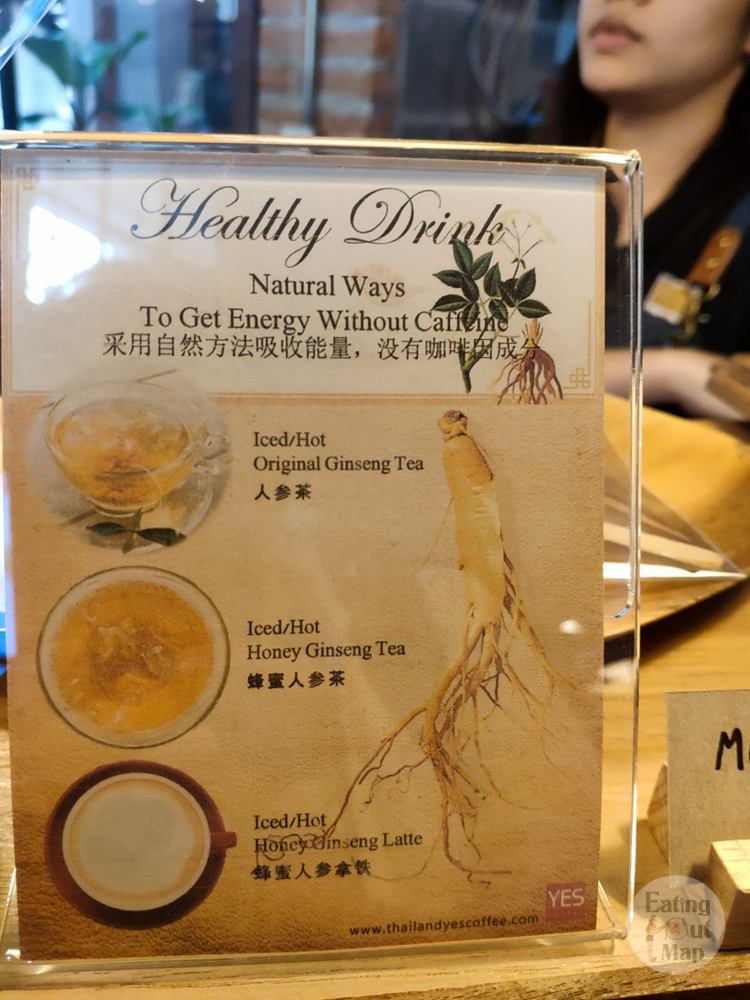 Healthy Drink
Natural Ways
To Get Energy Without Caffeine
采用自然方法吸收能量，没有咖啡因成分
Iced/Hot
Original Ginseng Tea
人参茶
Iced/Hot
Honey Ginseng Tea
蜂蜜人参茶
Iced/Hot
Honey Ginseng Latte
蜂蜜人参拿铁
YES
www.thailandyescoffee.com
Eating
Out
Map